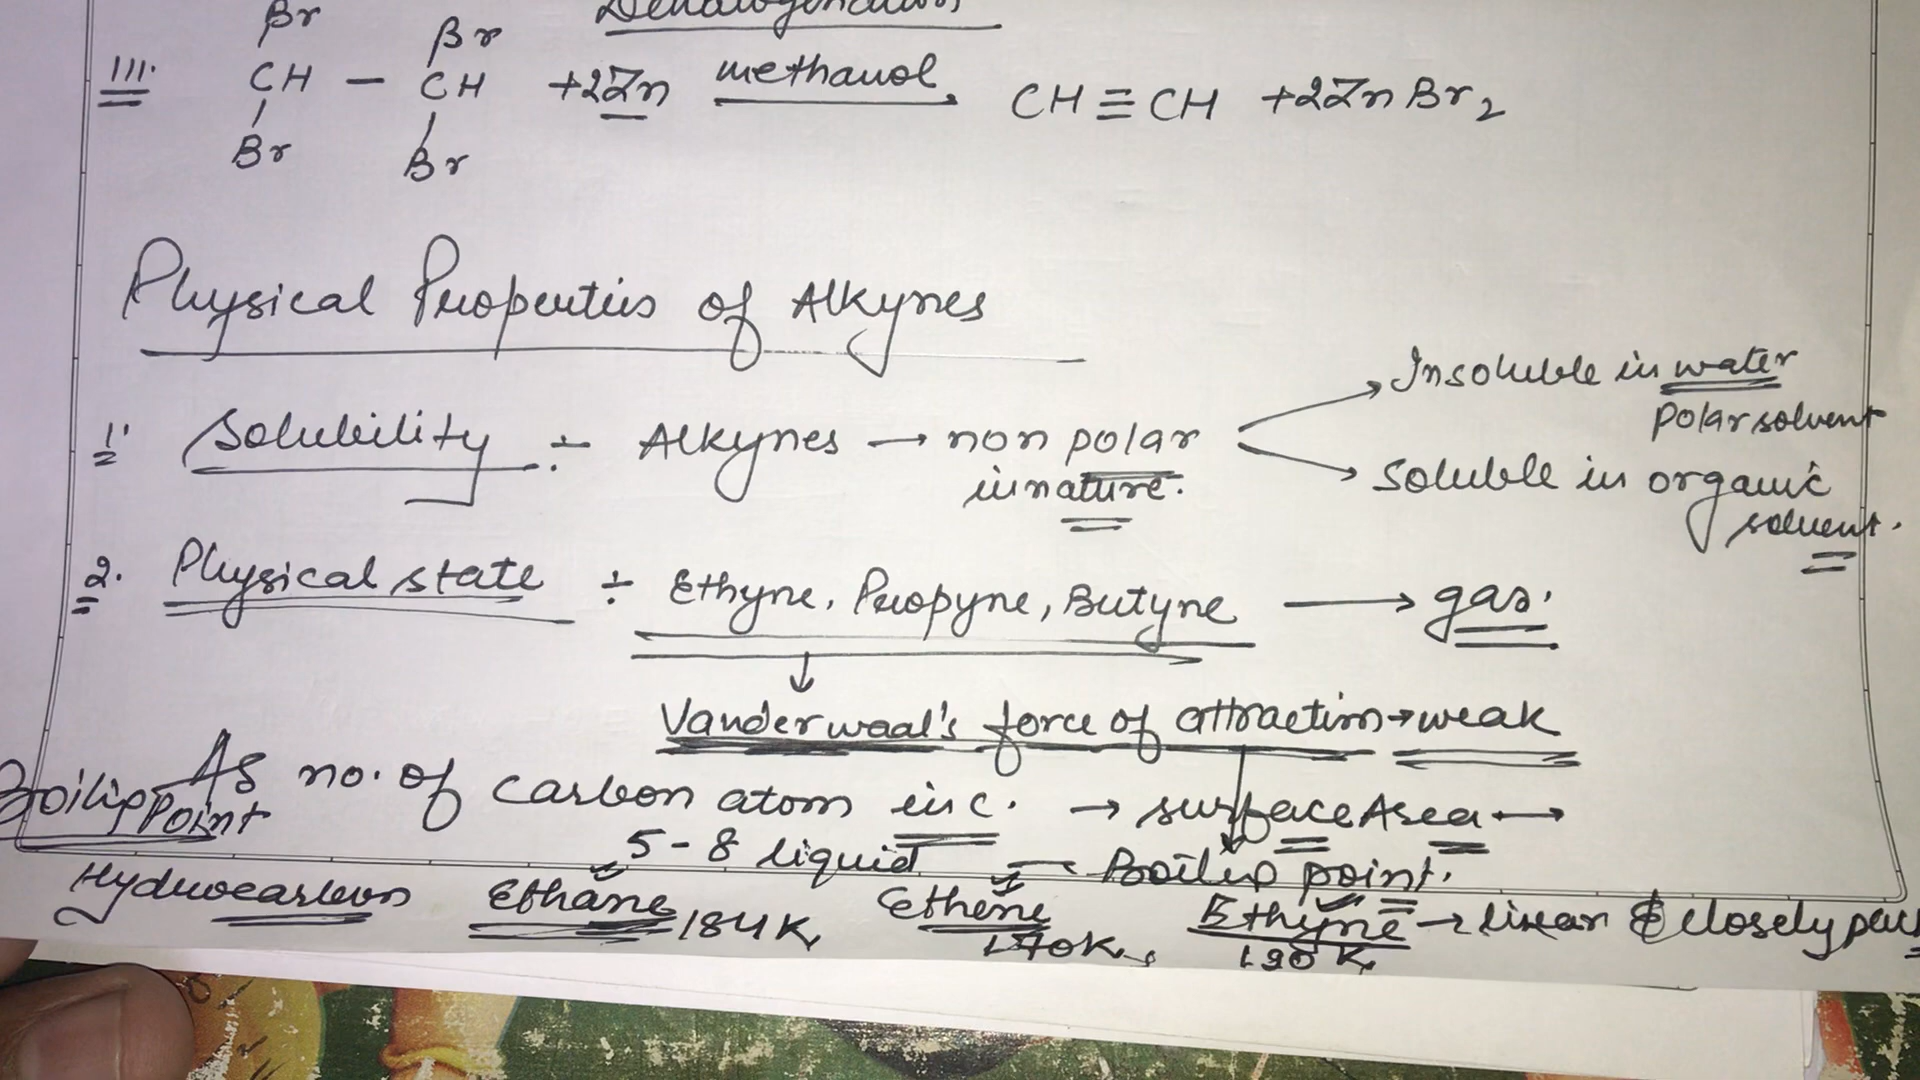 Dehalogenation
Br Br
III. CH — CH +2Zn methanol → CH≡CH +2ZnBr2
Br Br
Physical Properties of Alkynes
1. Solubility ÷ Alkynes → non polar in nature.
→ Insoluble in water
polar solvent
→ Soluble in organic
solvent.
2. Physical state ÷ Ethyne, Propyne, Butyne → gas.
↓
Vanderwaal's force of attraction → weak
As no. of carbon atom inc. → surface Area →
Boiling Point
5-8 liquid Boiling point.
Hydrocarbon Ethane 184K, Ethene 170K, Ethyne 190K, → linear & closely